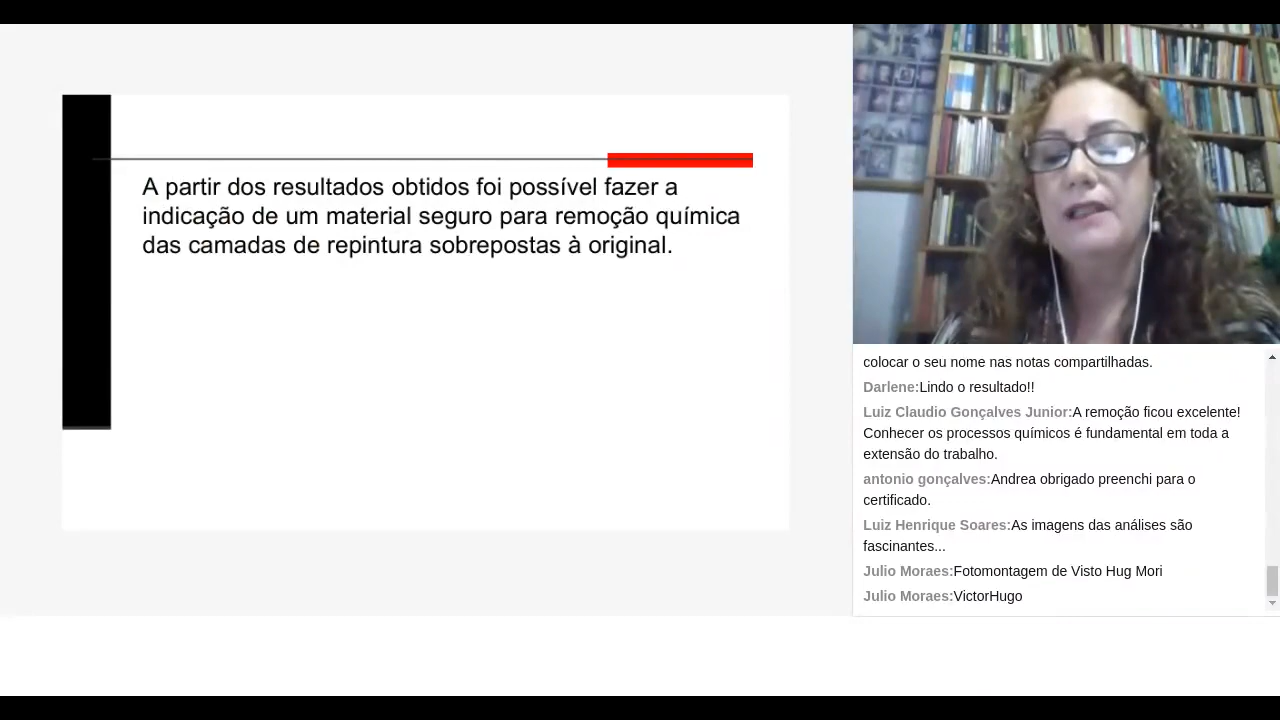 A partir dos resultados obtidos foi possível fazer a
indicação de um material seguro para remoção química
das camadas de repintura sobrepostas à original.
colocar o seu nome nas notas compartilhadas.
Darlene:Lindo o resultado!!
Luiz Claudio Gonçalves Junior:A remoção ficou excelente!
Conhecer os processos químicos é fundamental em toda a
extensão do trabalho.
antonio gonçalves:Andrea obrigado preenchi para o
certificado.
Luiz Henrique Soares:As imagens das análises são
fascinantes...
Julio Moraes:Fotomontagem de Visto Hug Mori
Julio Moraes:VictorHugo